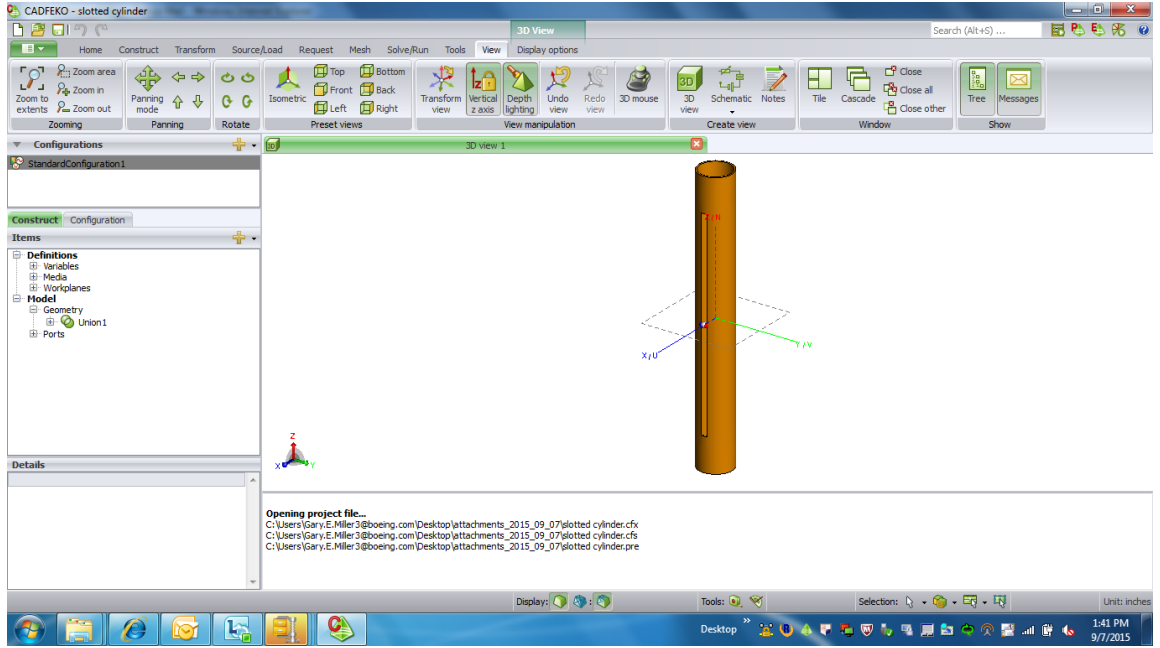 CADFEKO - slotted cylinder
3D View
Search (Alt+S) ...
Home Construct Transform Source/Load Request Mesh Solve/Run Tools View Display options
Zoom to extents
Zoom area
Zoom in
Zoom out
Panning mode
Isometric
Top Bottom
Front Back
Left Right
Transform view
Vertical z axis
Depth lighting
Undo view
Redo view
3D mouse
3D view
Schematic
Notes
Tile
Cascade
Close
Close all
Close other
Tree
Messages
Zooming Panning Rotate Preset views View manipulation Create view Window Show
Configurations
3D view 1
StandardConfiguration1
Construct Configuration
Items
Definitions
Variables
Media
Workplanes
Model
Geometry
Union1
Ports
Z/N
X/U
Y/V
Z
X
Y
Details
Opening project file...
C:\Users\Gary.E.Miller3@boeing.com\Desktop\attachments_2015_09_07\slotted cylinder.cfx
C:\Users\Gary.E.Miller3@boeing.com\Desktop\attachments_2015_09_07\slotted cylinder.cfs
C:\Users\Gary.E.Miller3@boeing.com\Desktop\attachments_2015_09_07\slotted cylinder.pre
Display: Tools: Selection: Unit: inches
Desktop
1:41 PM
9/7/2015